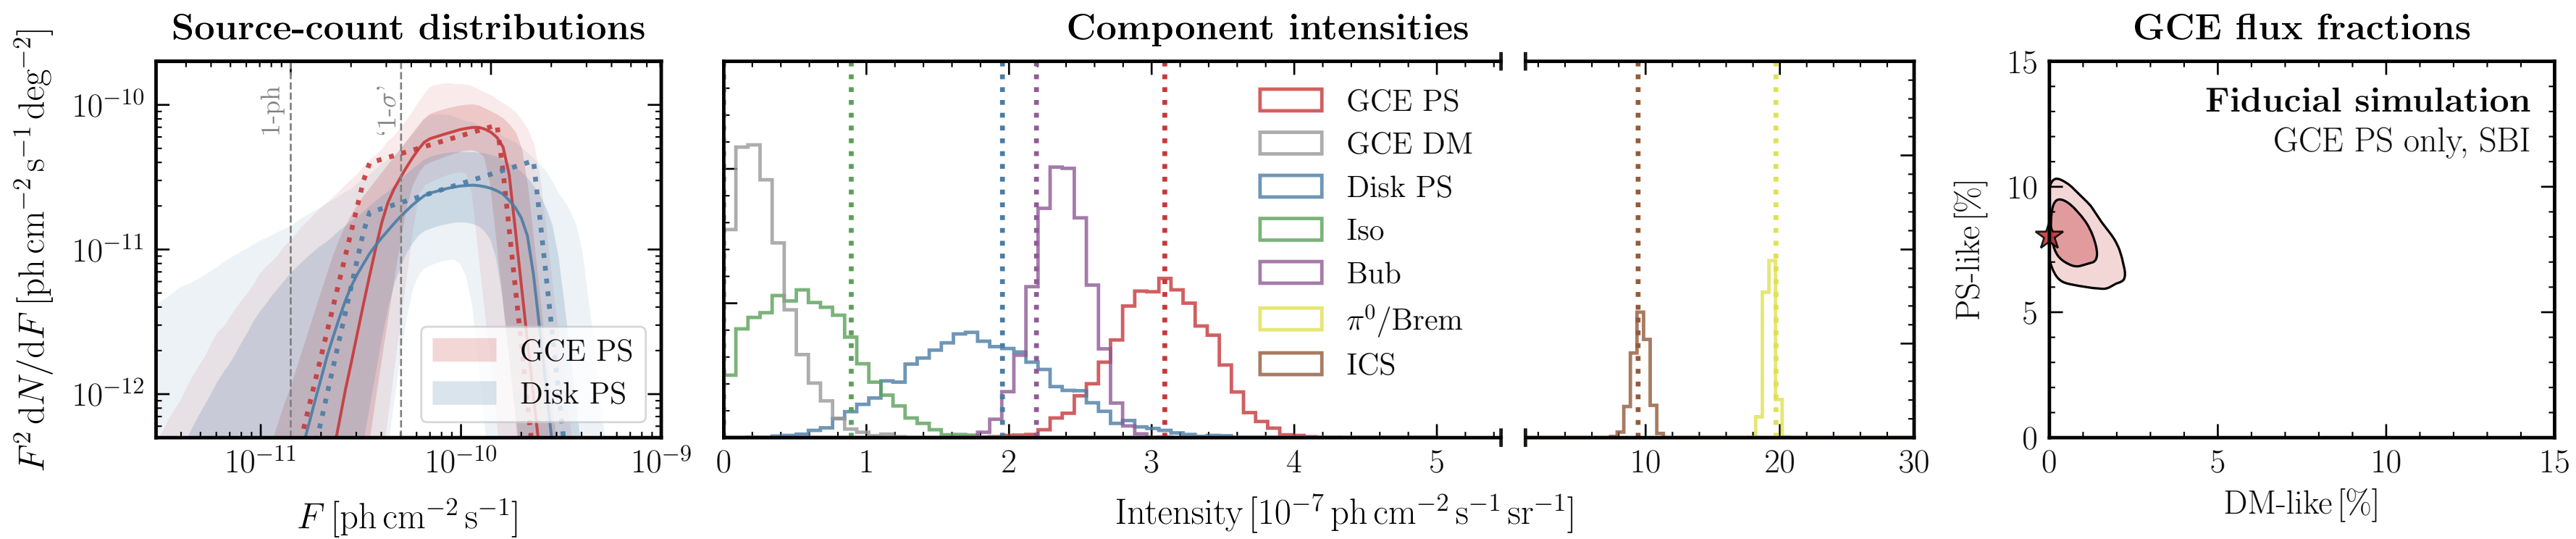 Source-count distributions
F² dN/dF [ph cm⁻² s⁻¹ deg⁻²]
10⁻¹⁰
10⁻¹¹
10⁻¹²
1-ph
‘1-σ’
GCE PS
Disk PS
10⁻¹¹ 10⁻¹⁰ 10⁻⁹
F [ph cm⁻² s⁻¹]
Component intensities
GCE PS
GCE DM
Disk PS
Iso
Bub
π⁰/Brem
ICS
0 1 2 3 4 5 10 20 30
Intensity [10⁻⁷ ph cm⁻² s⁻¹ sr⁻¹]
GCE flux fractions
Fiducial simulation
GCE PS only, SBI
PS-like [%]
15
10
5
0
0 5 10 15
DM-like [%]